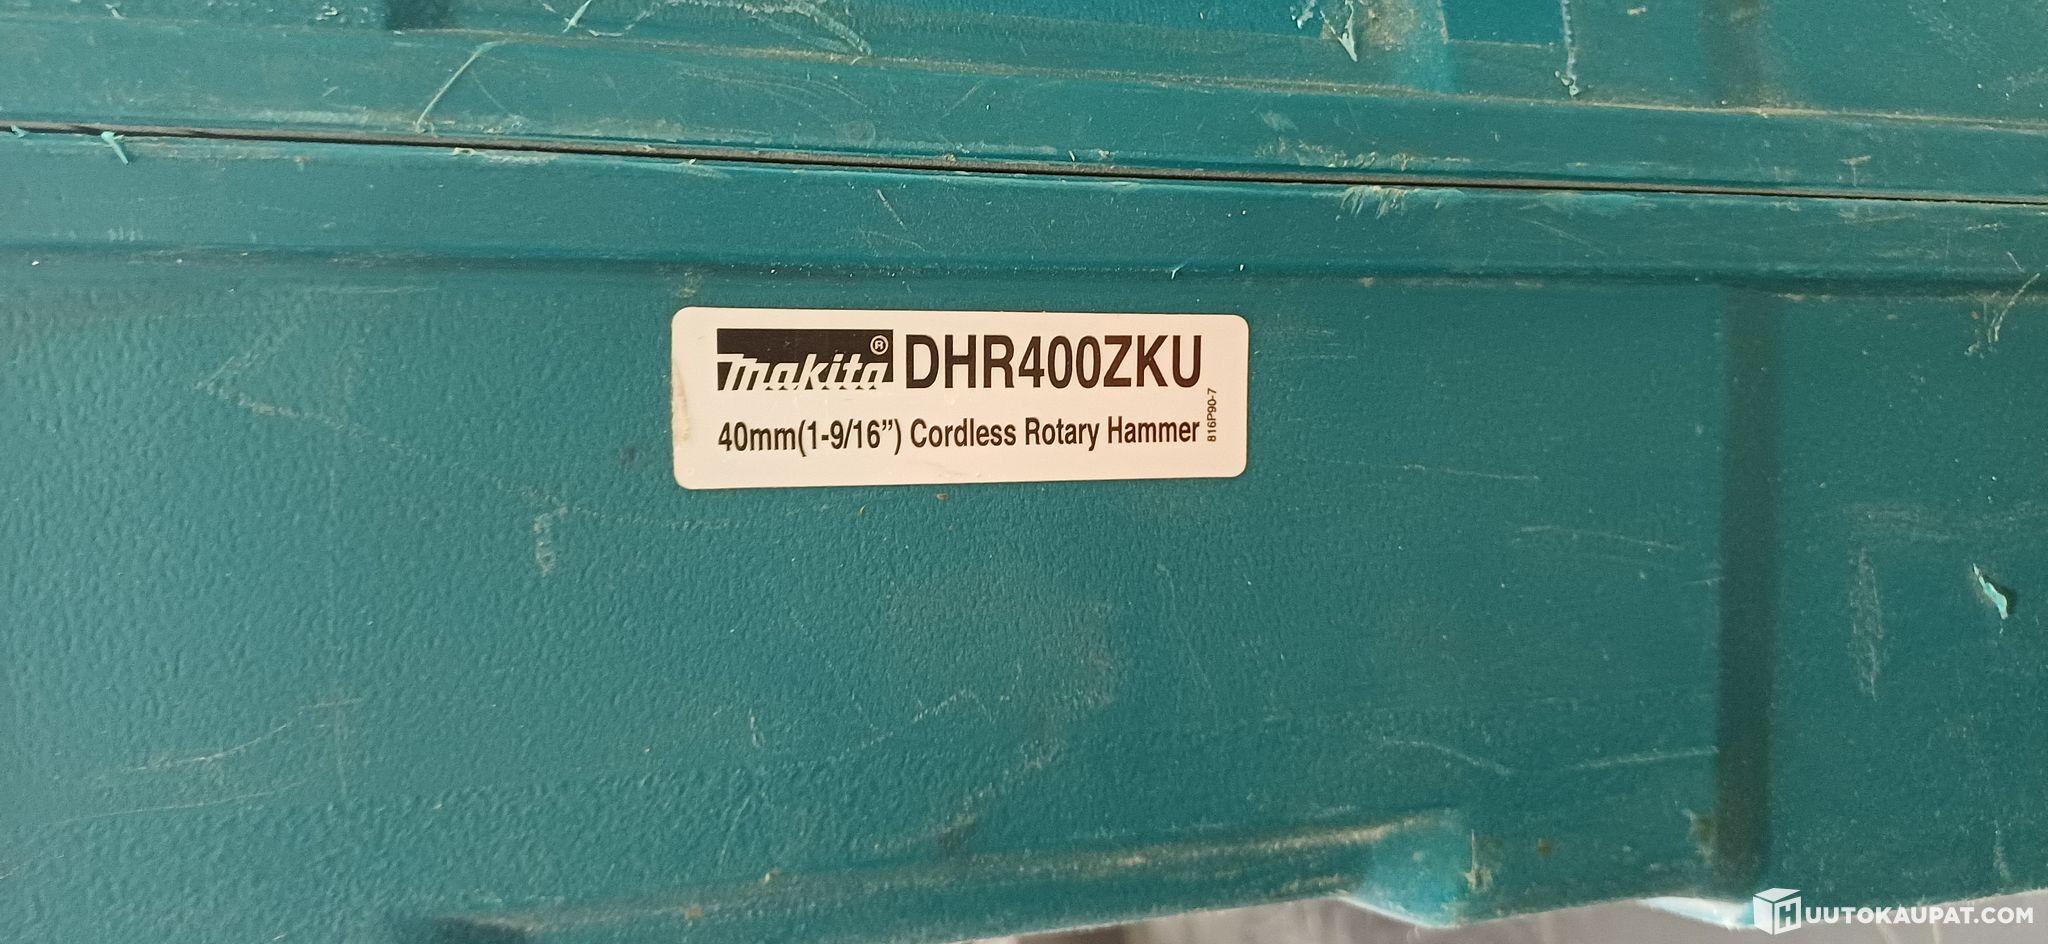 Makita® DHR400ZKU
40mm(1-9/16") Cordless Rotary Hammer
816P90-7
HUUTOKAUPAT.COM